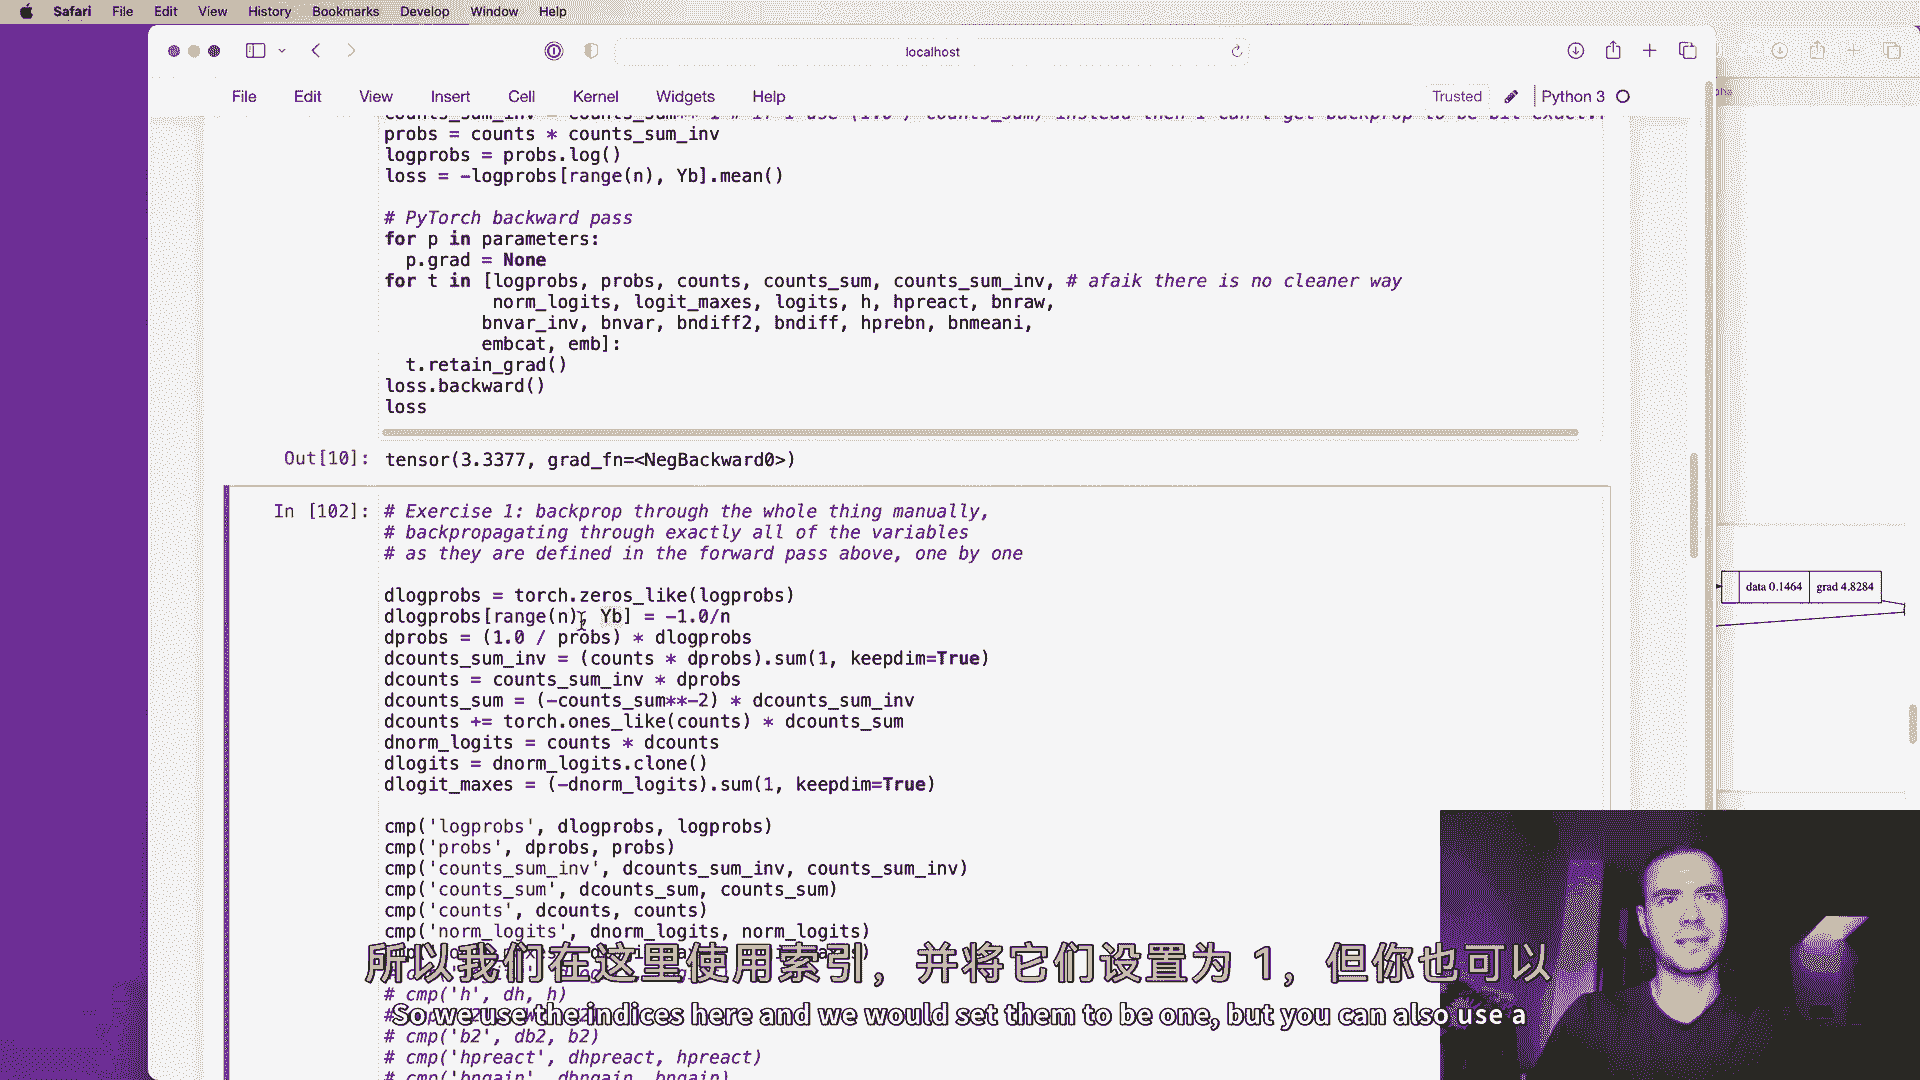 Safari File Edit View History Bookmarks Develop Window Help
localhost
File Edit View Insert Cell Kernel Widgets Help
Trusted Python 3
probs = counts * counts_sum_inv
logprobs = probs.log()
loss = -logprobs[range(n), Yb].mean()
# PyTorch backward pass
for p in parameters:
p.grad = None
for t in [logprobs, probs, counts, counts_sum, counts_sum_inv, # afaik there is no cleaner way
norm_logits, logit_maxes, logits, h, hpreact, bnraw,
bnvar_inv, bnvar, bndiff2, bndiff, hprebn, bnmeani,
embcat, emb]:
t.retain_grad()
loss.backward()
loss
Out[10]: tensor(3.3377, grad_fn=<NegBackward0>)
In [102]: # Exercise 1: backprop through the whole thing manually,
# backpropagating through exactly all of the variables
# as they are defined in the forward pass above, one by one
data 0.1464 grad 4.8284
dlogprobs = torch.zeros_like(logprobs)
dlogprobs[range(n), Yb] = -1.0/n
dprobs = (1.0 / probs) * dlogprobs
dcounts_sum_inv = (counts * dprobs).sum(1, keepdim=True)
dcounts = counts_sum_inv * dprobs
dcounts_sum = (-counts_sum**-2) * dcounts_sum_inv
dcounts += torch.ones_like(counts) * dcounts_sum
dnorm_logits = counts * dcounts
dlogits = dnorm_logits.clone()
dlogit_maxes = (-dnorm_logits).sum(1, keepdim=True)
cmp('logprobs', dlogprobs, logprobs)
cmp('probs', dprobs, probs)
cmp('counts_sum_inv', dcounts_sum_inv, counts_sum_inv)
cmp('counts_sum', dcounts_sum, counts_sum)
cmp('counts', dcounts, counts)
cmp('norm_logits', dnorm_logits, norm_logits)
所以我们在这里使用索引，并将它们设置为 1，但你也可以
# cmp('h', dh, h)
So we use the indices here and we would set them to be one, but you can also use a
# cmp('b2', db2, b2)
# cmp('hpreact', dhpreact, hpreact)
# cmp('bngain', dbngain, bngain)